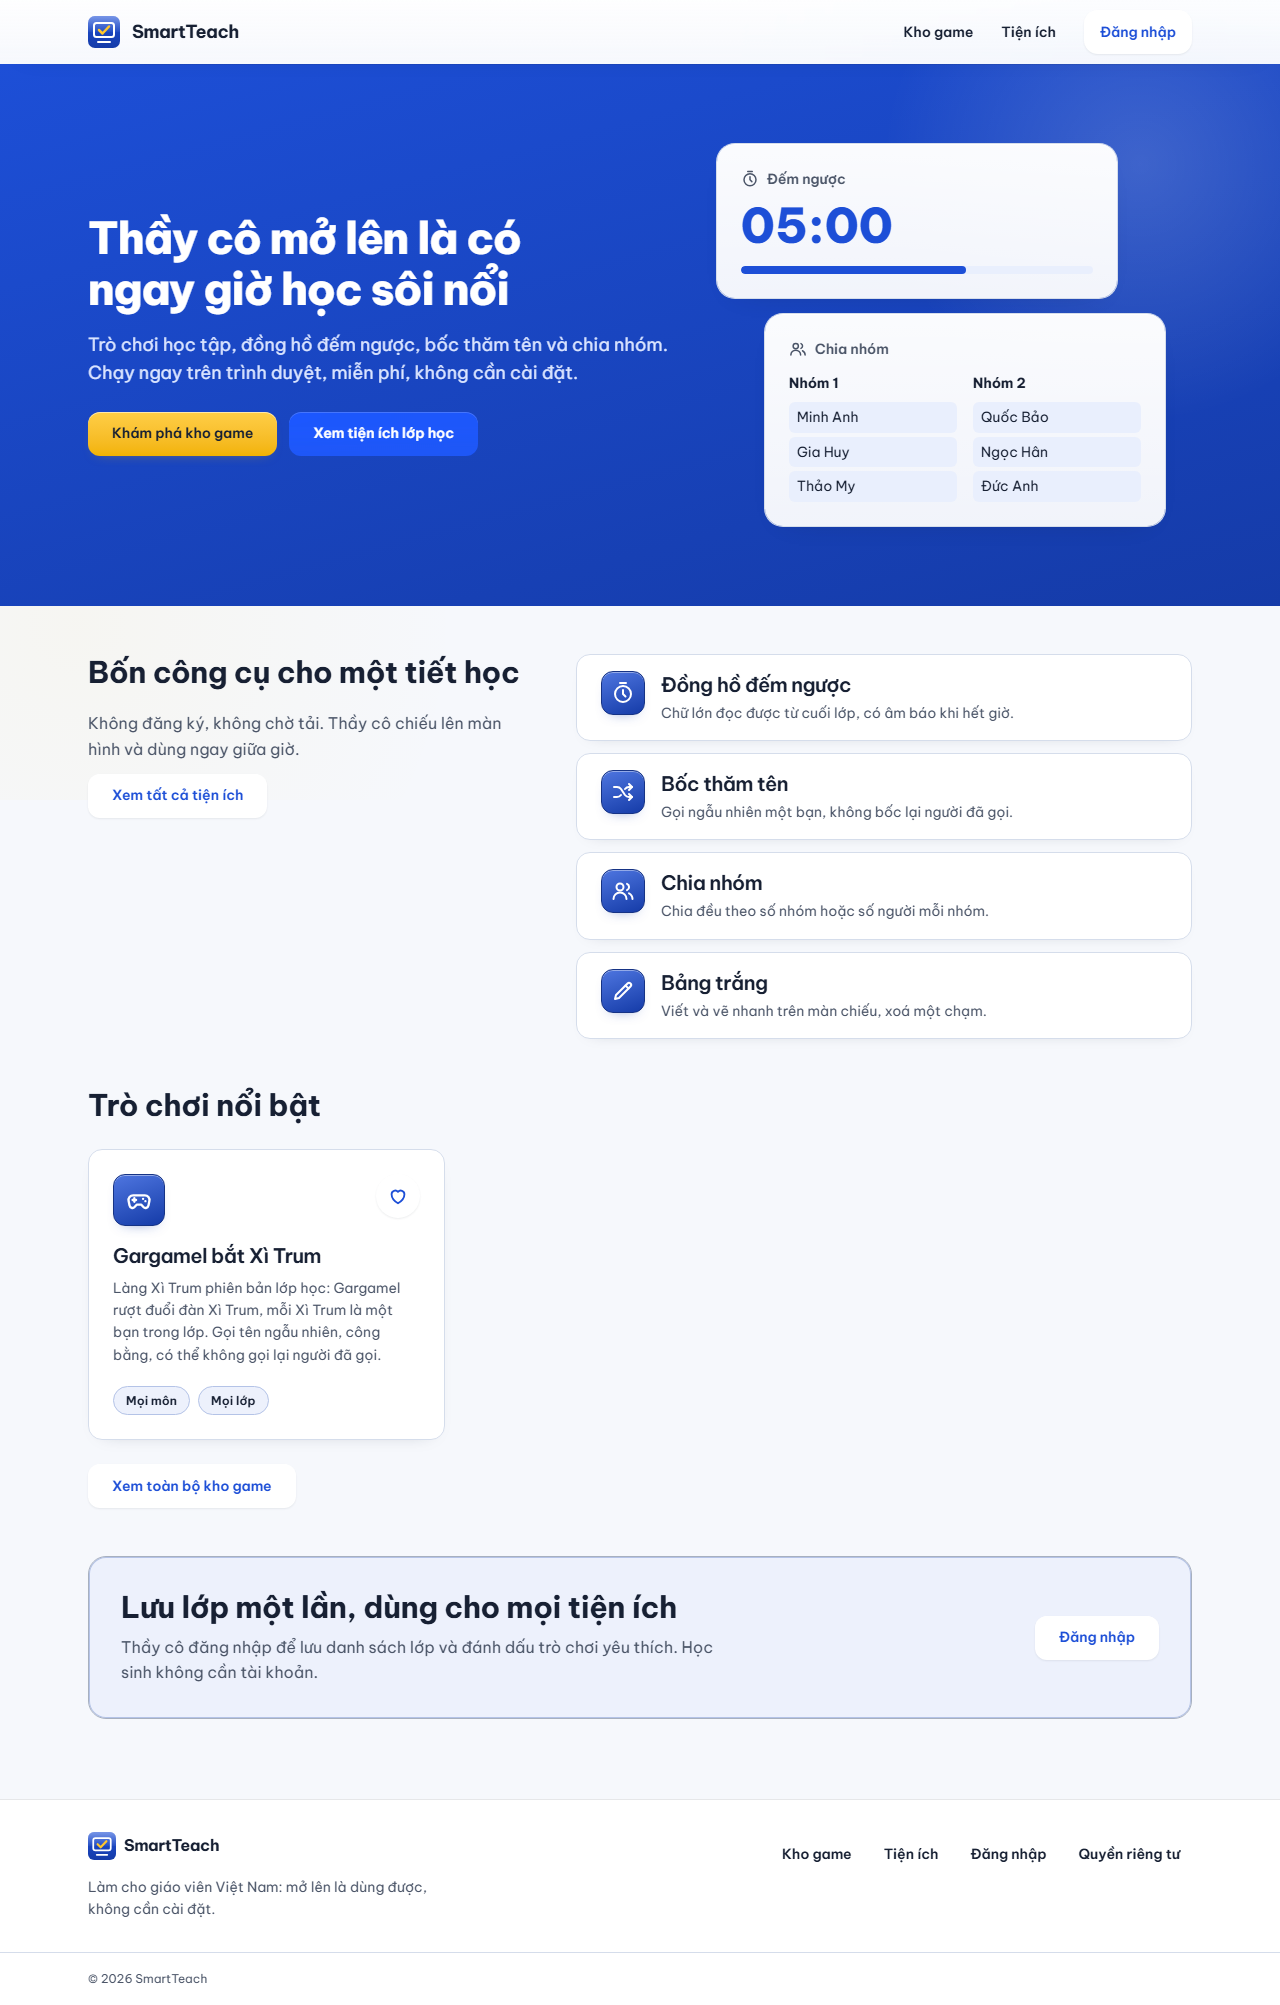 SmartTeach
Kho game
Tiện ích
Đăng nhập
Thầy cô mở lên là có
ngay giờ học sôi nổi
Trò chơi học tập, đồng hồ đếm ngược, bốc thăm tên và chia nhóm.
Chạy ngay trên trình duyệt, miễn phí, không cần cài đặt.
Khám phá kho game
Xem tiện ích lớp học
Đếm ngược
05:00
Chia nhóm
Nhóm 1
Minh Anh
Gia Huy
Thảo My
Nhóm 2
Quốc Bảo
Ngọc Hân
Đức Anh
Bốn công cụ cho một tiết học
Không đăng ký, không chờ tải. Thầy cô chiếu lên màn
hình và dùng ngay giữa giờ.
Xem tất cả tiện ích
Đồng hồ đếm ngược
Chữ lớn đọc được từ cuối lớp, có âm báo khi hết giờ.
Bốc thăm tên
Gọi ngẫu nhiên một bạn, không bốc lại người đã gọi.
Chia nhóm
Chia đều theo số nhóm hoặc số người mỗi nhóm.
Bảng trắng
Viết và vẽ nhanh trên màn chiếu, xoá một chạm.
Trò chơi nổi bật
Gargamel bắt Xì Trum
Làng Xì Trum phiên bản lớp học: Gargamel
rượt đuổi đàn Xì Trum, mỗi Xì Trum là một
bạn trong lớp. Gọi tên ngẫu nhiên, công
bằng, có thể không gọi lại người đã gọi.
Mọi môn
Mọi lớp
Xem toàn bộ kho game
Lưu lớp một lần, dùng cho mọi tiện ích
Thầy cô đăng nhập để lưu danh sách lớp và đánh dấu trò chơi yêu thích. Học
sinh không cần tài khoản.
Đăng nhập
SmartTeach
Làm cho giáo viên Việt Nam: mở lên là dùng được,
không cần cài đặt.
Kho game
Tiện ích
Đăng nhập
Quyền riêng tư
© 2026 SmartTeach